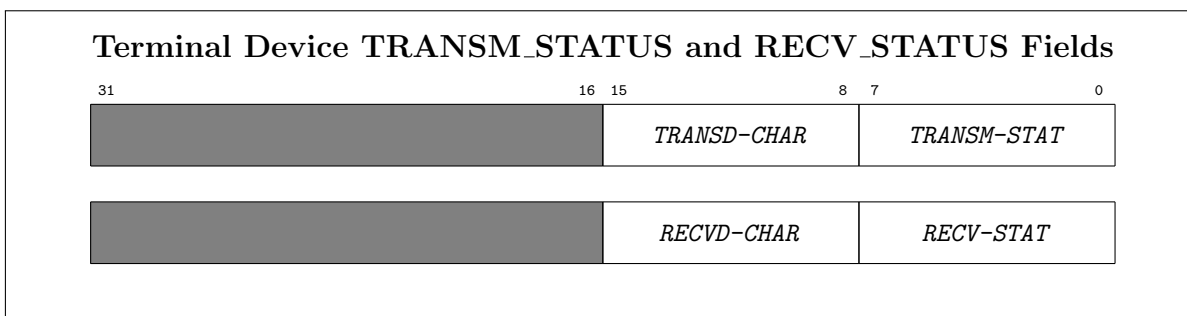 Terminal Device TRANSM_STATUS and RECV_STATUS Fields
31 16 15 8 7 0
TRANSD-CHAR TRANSM-STAT
RECVD-CHAR RECV-STAT